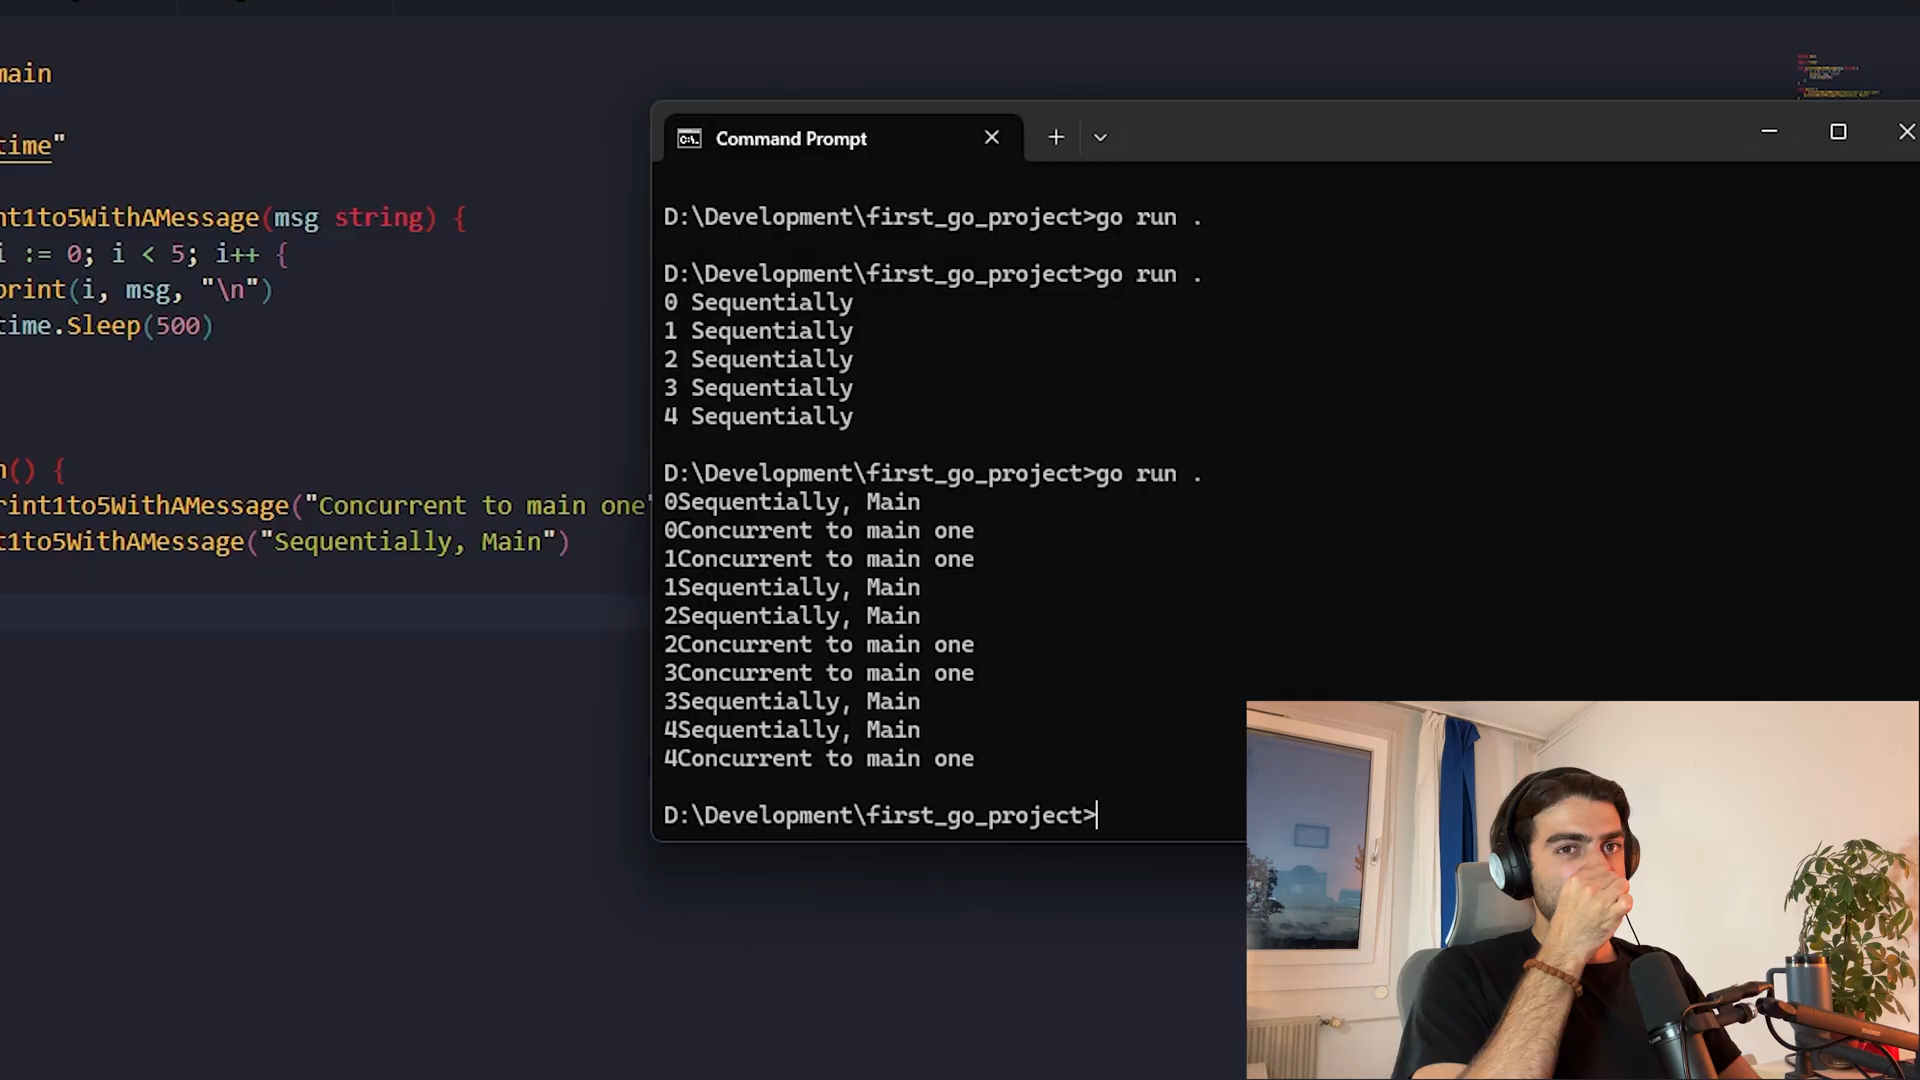 main
time"
nt1to5WithAMessage(msg string) {
i := 0; i < 5; i++ {
print(i, msg, "\n")
time.Sleep(500)
n() {
rint1to5WithAMessage("Concurrent to main one"
t1to5WithAMessage("Sequentially, Main")
Command Prompt
D:\Development\first_go_project>go run .
D:\Development\first_go_project>go run .
0 Sequentially
1 Sequentially
2 Sequentially
3 Sequentially
4 Sequentially
D:\Development\first_go_project>go run .
0Sequentially, Main
0Concurrent to main one
1Concurrent to main one
1Sequentially, Main
2Sequentially, Main
2Concurrent to main one
3Concurrent to main one
3Sequentially, Main
4Sequentially, Main
4Concurrent to main one
D:\Development\first_go_project>